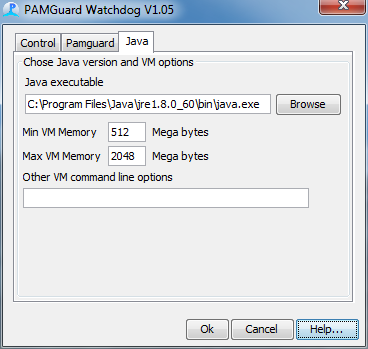 PAMGuard Watchdog V1.05
Control Pamguard Java
Chose Java version and VM options
Java executable
C:\Program Files\Java\jre1.8.0_60\bin\java.exe Browse
Min VM Memory 512 Mega bytes
Max VM Memory 2048 Mega bytes
Other VM command line options
Ok Cancel Help...